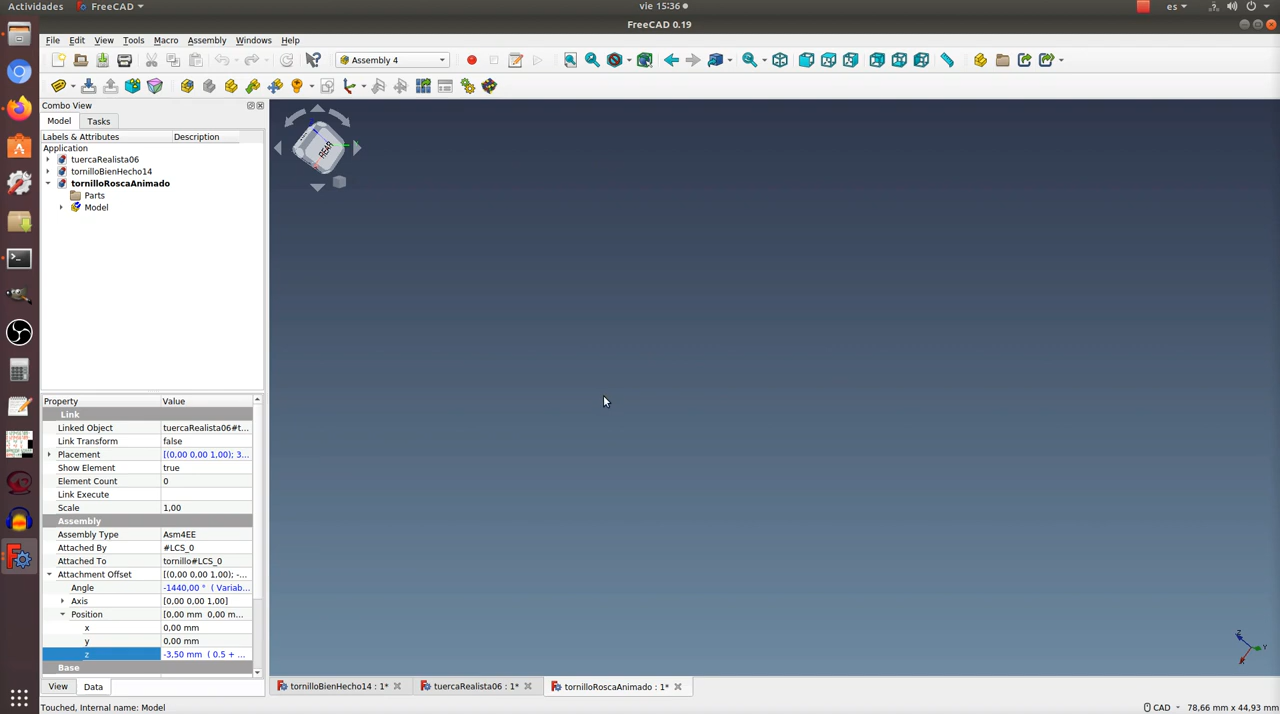 Actividades FreeCAD vie 15:36 es
FreeCAD 0.19
File Edit View Tools Macro Assembly Windows Help
Assembly 4
Combo View
Model Tasks
Labels & Attributes Description
Application
tuercaRealista06
tornilloBienHecho14
tornilloRoscaAnimado
Parts
Model
REAR
Property Value
Link
Linked Object tuercaRealista06#t...
Link Transform false
Placement [(0,00 0,00 1,00); 3...
Show Element true
Element Count 0
Link Execute
Scale 1,00
Assembly
Assembly Type Asm4EE
Attached By #LCS_0
Attached To tornillo#LCS_0
Attachment Offset [(0,00 0,00 1,00); -...
Angle -1440,00 ° ( Variab...
Axis [0,00 0,00 1,00]
Position [0,00 mm 0,00 m...
x 0,00 mm
y 0,00 mm
z -3,50 mm ( 0.5 + ...
Base
View Data
tornilloBienHecho14 : 1* tuercaRealista06 : 1* tornilloRoscaAnimado : 1*
Z
Y
Touched, Internal name: Model CAD 78,66 mm x 44,93 mm